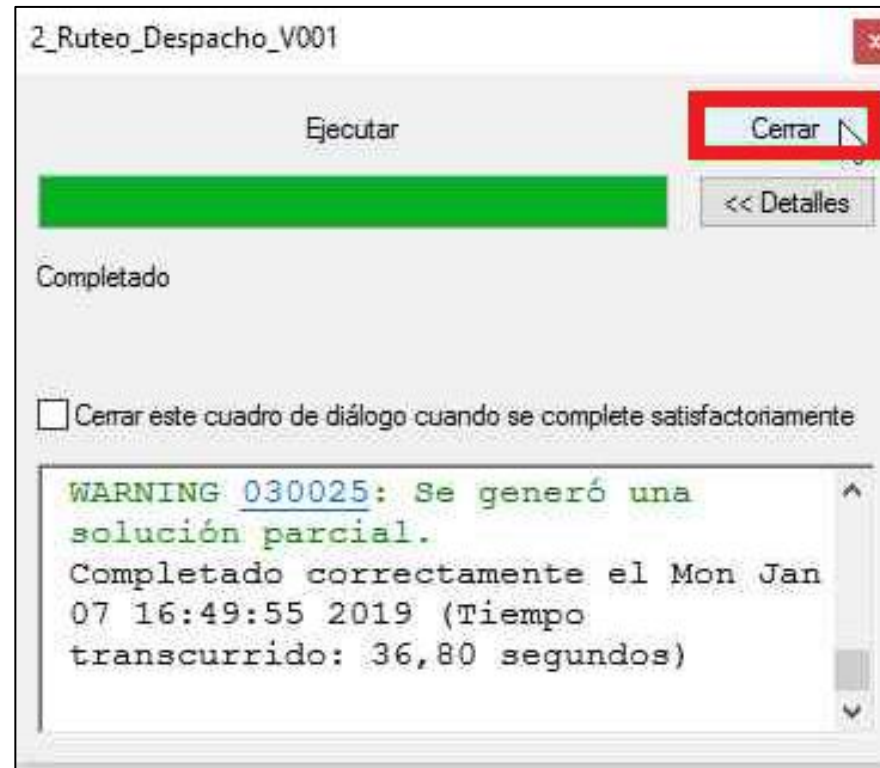 2_Ruteo_Despacho_V001
Ejecutar
Cerrar
<< Detalles
Completado
Cerrar este cuadro de diálogo cuando se complete satisfactoriamente
WARNING 030025: Se generó una
solución parcial.
Completado correctamente el Mon Jan
07 16:49:55 2019 (Tiempo
transcurrido: 36,80 segundos)